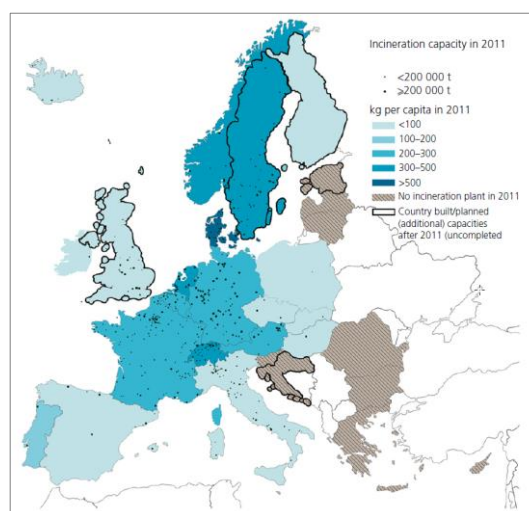 Incineration capacity in 2011
<200 000 t
⩾200 000 t
kg per capita in 2011
<100
100–200
200–300
300–500
>500
No incineration plant in 2011
Country built/planned
(additional) capacities
after 2011 (uncompleted